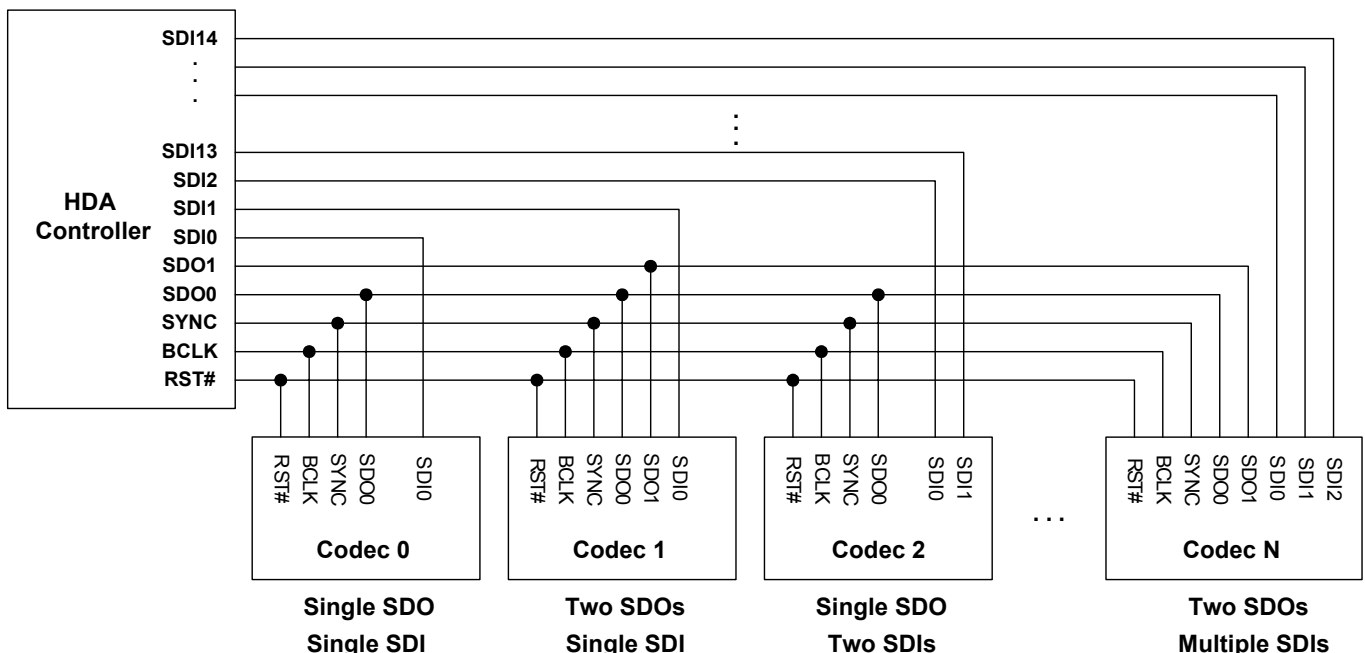 SDI14
.
.
.
SDI13
SDI2
SDI1
SDI0
SDO1
SDO0
SYNC
BCLK
RST#
HDA
Controller
.
.
.
RST#
BCLK
SYNC
SDO0
SDI0
Codec 0
Single SDO
Single SDI
RST#
BCLK
SYNC
SDO0
SDO1
SDI0
Codec 1
Two SDOs
Single SDI
RST#
BCLK
SYNC
SDO0
SDI0
SDI1
Codec 2
Single SDO
Two SDIs
. . .
RST#
BCLK
SYNC
SDO0
SDO1
SDI0
SDI1
SDI2
Codec N
Two SDOs
Multiple SDIs